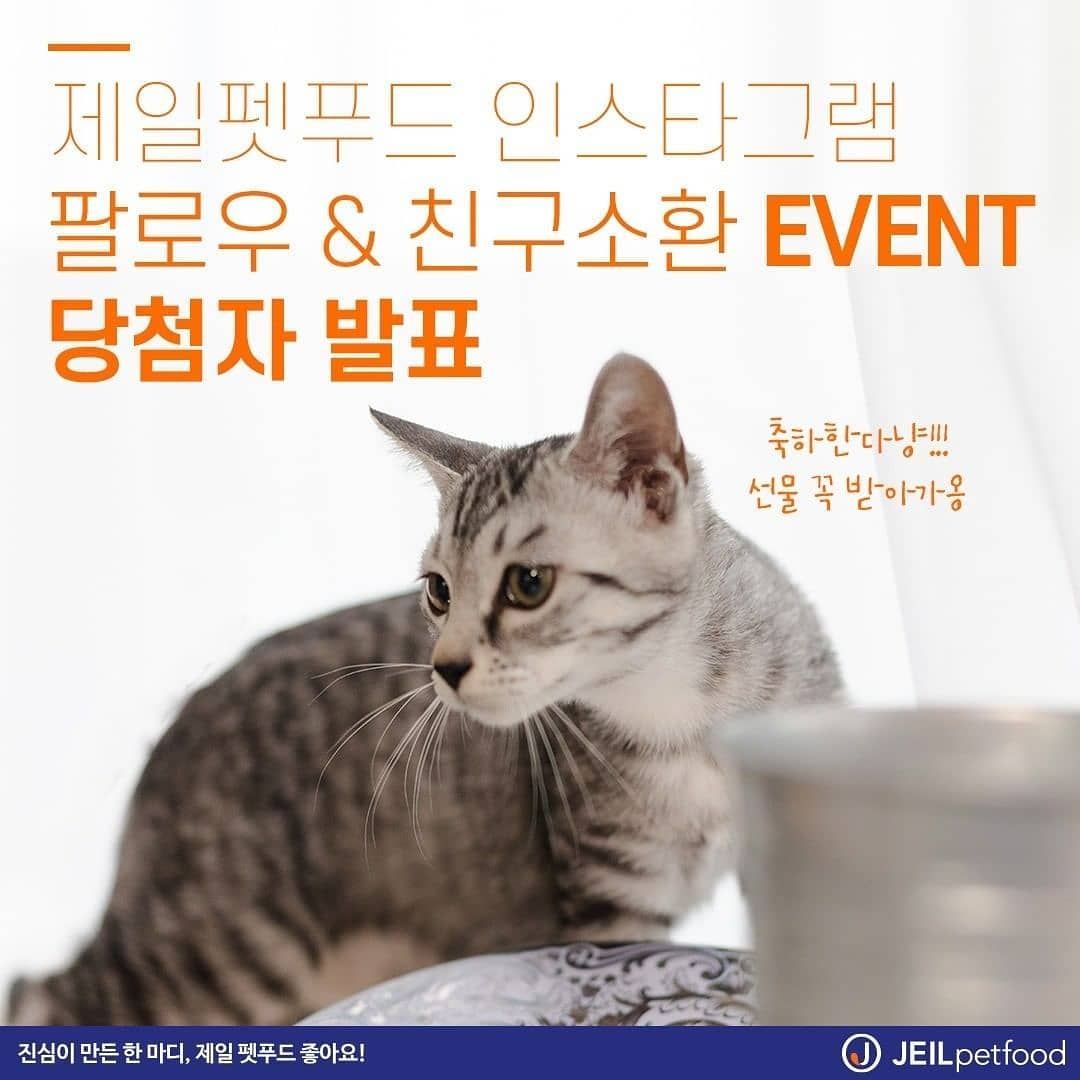 제일펫푸드 인스타그램
팔로우 & 친구소환 EVENT
당첨자 발표
축하한다냥!!!
선물 꼭 받아가옹
진심이 만든 한 마디, 제일 펫푸드 좋아요!
JEILpetfood